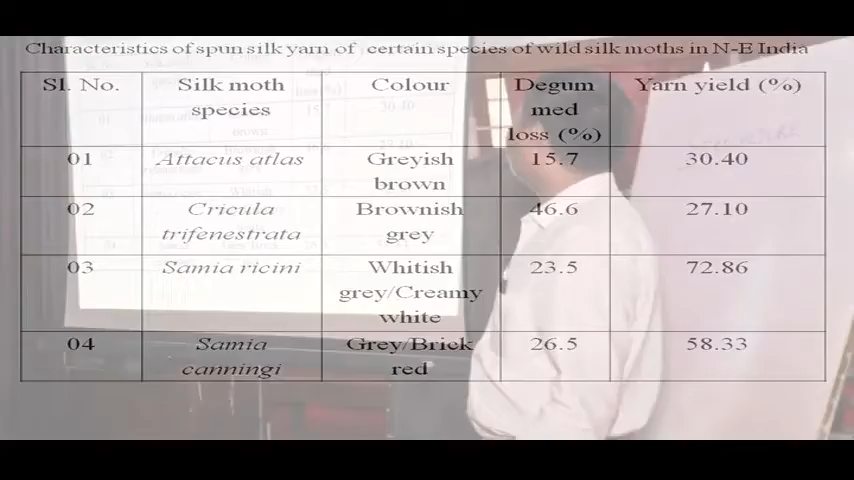 Characteristics of spun silk yarn of certain species of wild silk moths in N-E India
Sl. No. Silk moth species Colour Degum med loss (%) Yarn yield (%)
01 Attacus atlas Greyish brown 15.7 30.40
02 Cricula trifenestrata Brownish grey 46.6 27.10
03 Samia ricini Whitish grey/Creamy white 23.5 72.86
04 Samia canningi Grey/Brick red 26.5 58.33